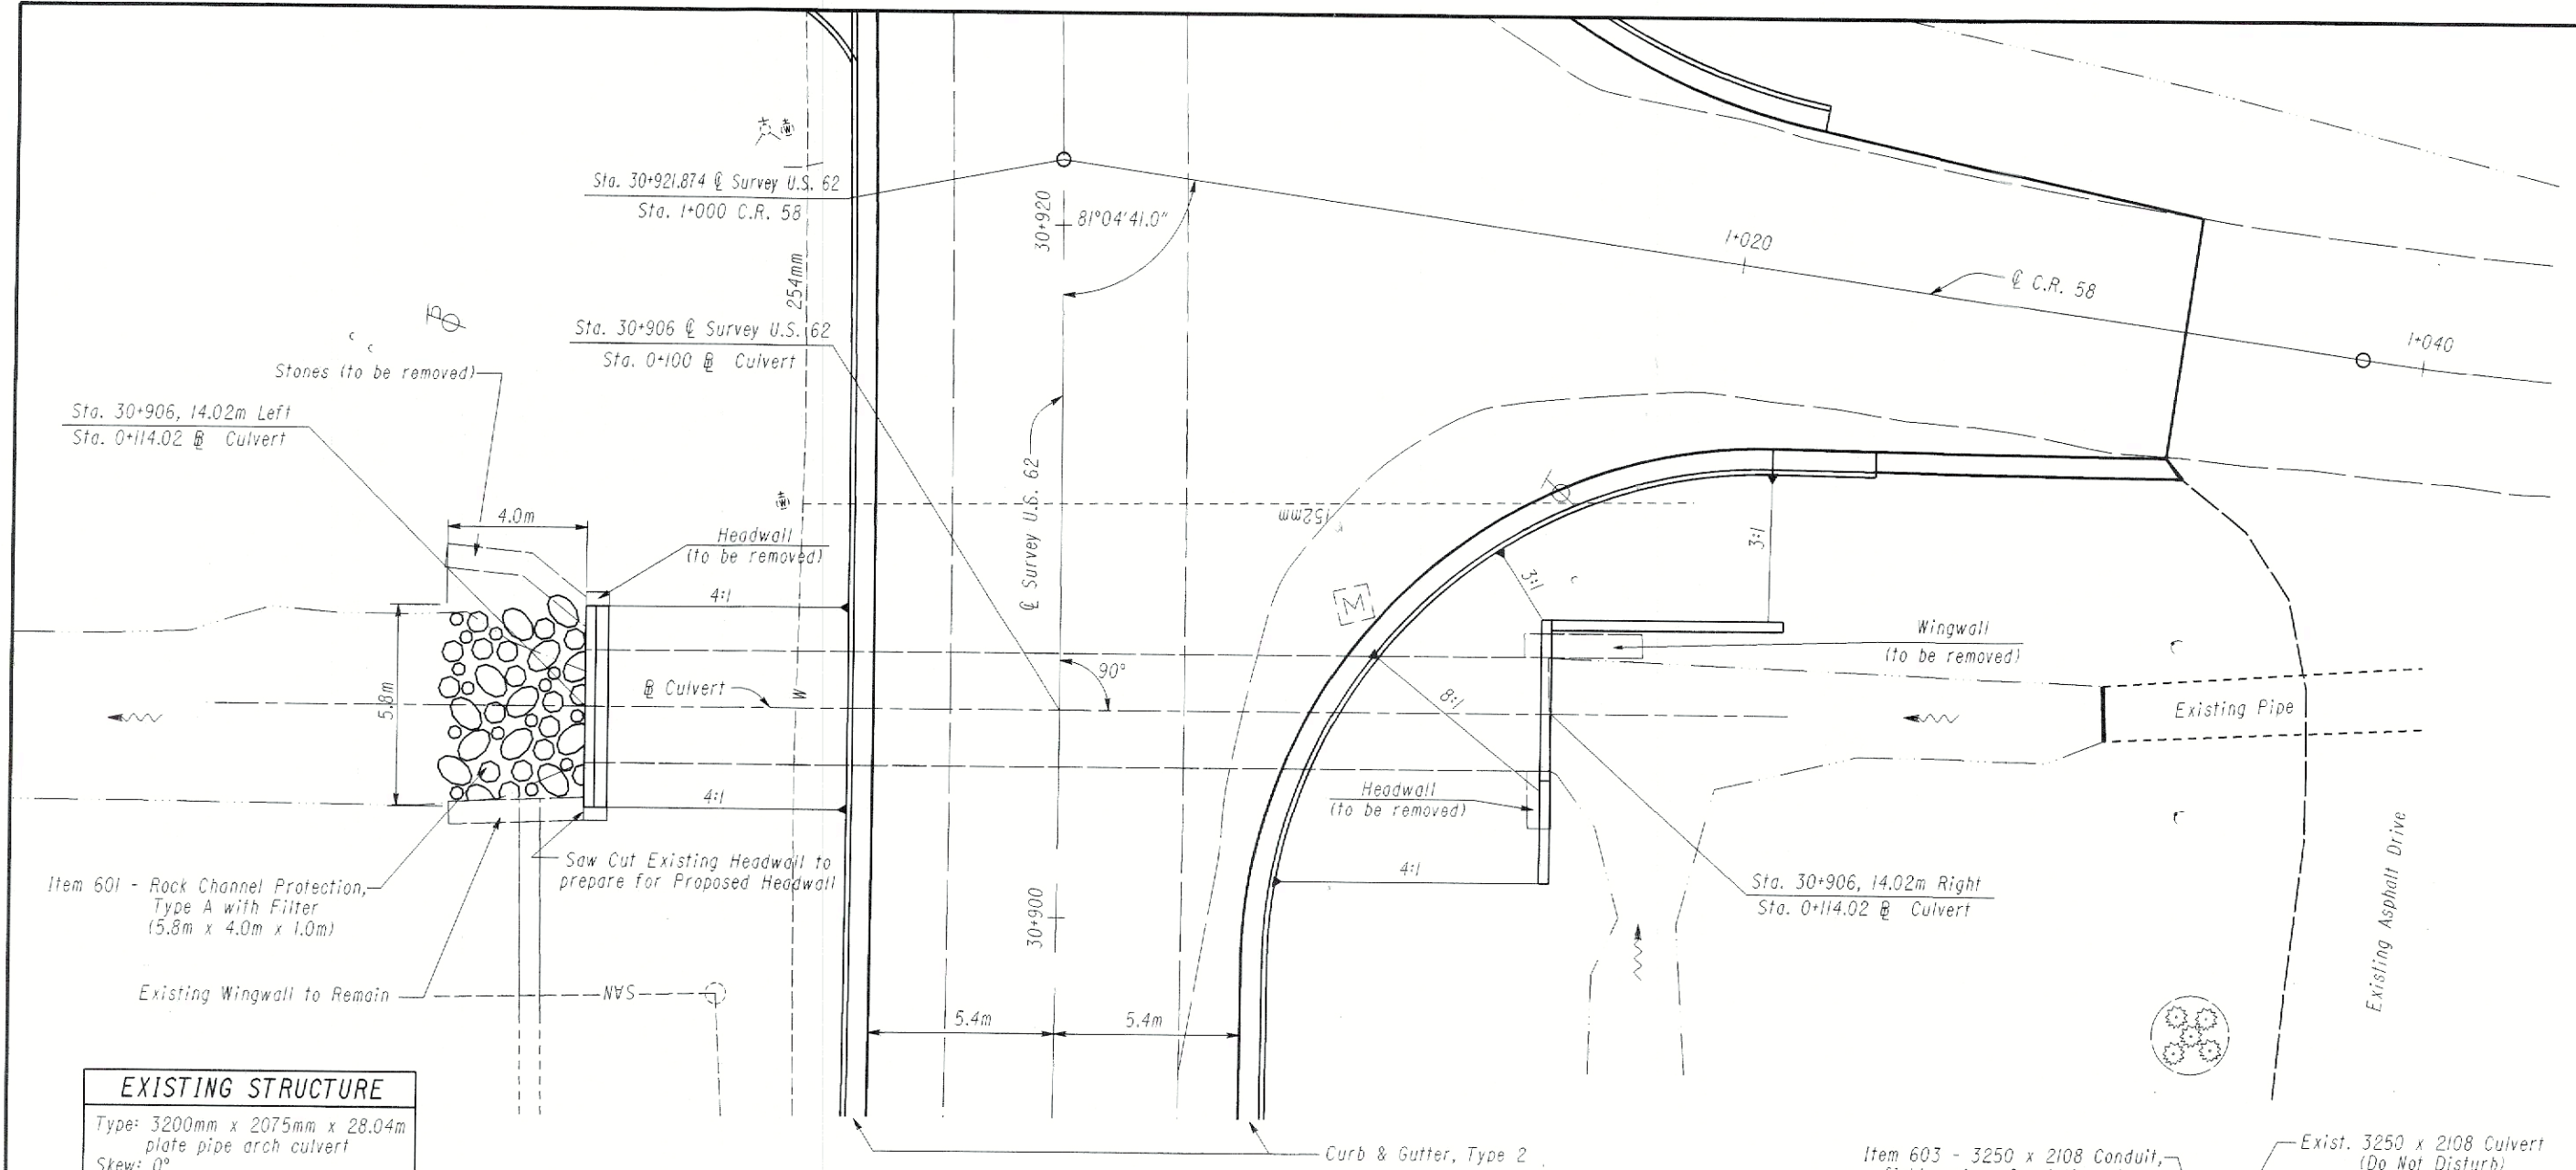 Sta. 30+921.874 ℄ Survey U.S. 62
Sta. 1+000 C.R. 58
30+920
81°04'41.0"
1+020
℄ C.R. 58
1+040
254mm
Sta. 30+906 ℄ Survey U.S. 62
Sta. 0+100 ⅊ Culvert
Stones (to be removed)
Sta. 30+906, 14.02m Left
Sta. 0+114.02 Culvert
4.0m
Headwall
(to be removed)
℄ Survey U.S. 62
152mm
3:1
3:1
M
4:1
Wingwall
(to be removed)
90°
5.8m
Culvert
W
8:1
Existing Pipe
Headwall
(to be removed)
4:1
Saw Cut Existing Headwall to
prepare for Proposed Headwall
4:1
Item 601 - Rock Channel Protection,
Type A with Filter
(5.8m x 4.0m x 1.0m)
30+900
Sta. 30+906, 14.02m Right
Sta. 0+114.02 Culvert
Existing Asphalt Drive
Existing Wingwall to Remain
SAN
5.4m
5.4m
EXISTING STRUCTURE
Type: 3200mm x 2075mm x 28.04m
plate pipe arch culvert
Skew: 0°
Curb & Gutter, Type 2
Item 603 - 3250 x 2108 Conduit,
Exist. 3250 x 2108 Culvert
(Do Not Disturb)